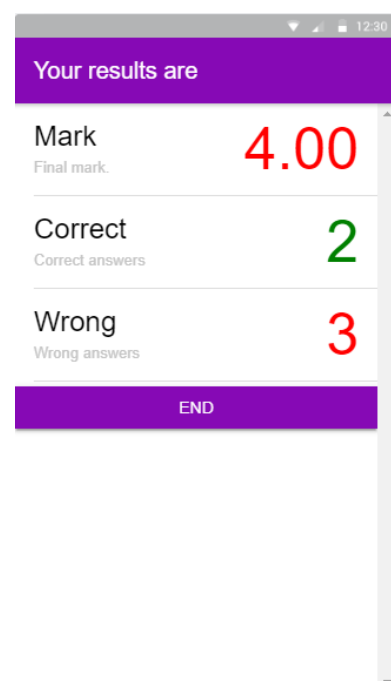 12:30
Your results are
Mark
Final mark.
4.00
Correct
Correct answers
2
Wrong
Wrong answers
3
END